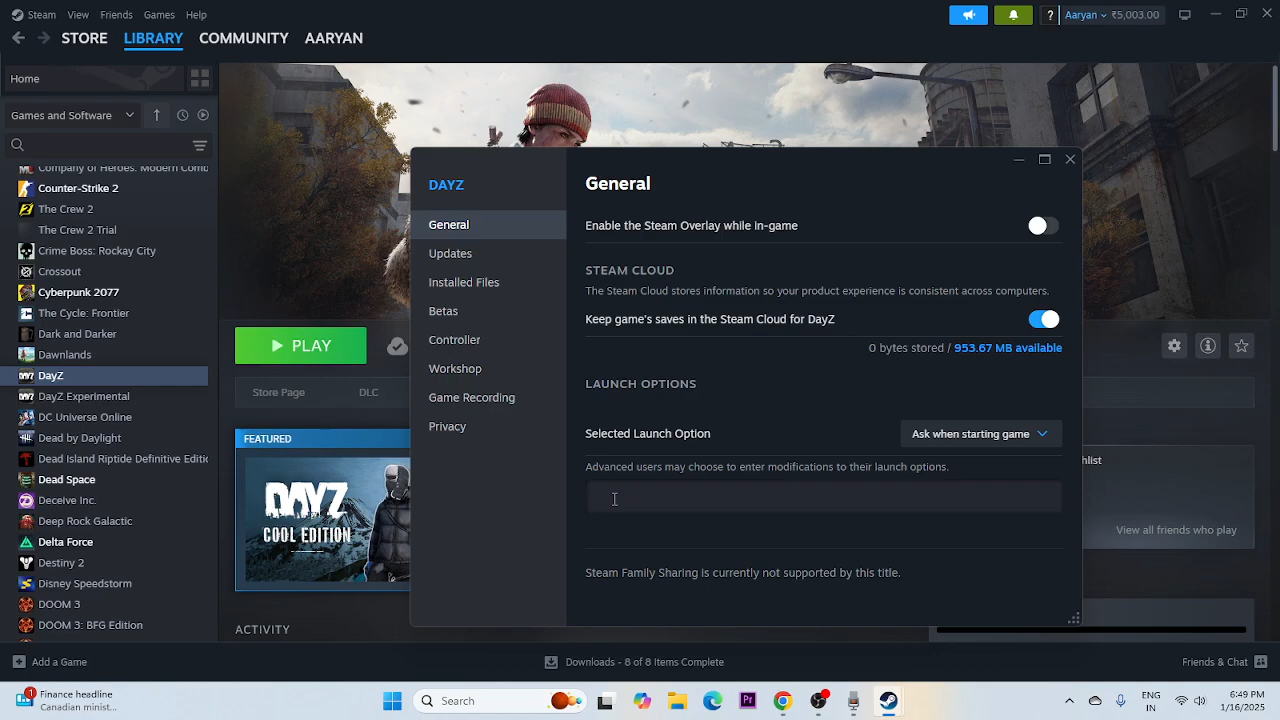 Steam View Friends Games Help
? Aaryan ₹5,003.00
STORE LIBRARY COMMUNITY AARYAN
Home
Games and Software
Company of Heroes: Modern Comb
Counter-Strike 2
The Crew 2
The Crew 2 Trial
Crime Boss: Rockay City
Crossout
Cyberpunk 2077
The Cycle: Frontier
Dark and Darker
Dawnlands
DayZ
DayZ Experimental
DC Universe Online
Dead by Daylight
Dead Island Riptide Definitive Editic
Dead Space
Deceive Inc.
Deep Rock Galactic
Delta Force
Destiny 2
Disney Speedstorm
DOOM 3
DOOM 3: BFG Edition
PLAY
Store Page DLC
FEATURED
DAYZ
COOL EDITION
ACTIVITY
DAYZ
General
Updates
Installed Files
Betas
Controller
Workshop
Game Recording
Privacy
General
Enable the Steam Overlay while In-game
STEAM CLOUD
The Steam Cloud stores information so your product experience is consistent across computers.
Keep game's saves in the Steam Cloud for DayZ
0 bytes stored / 953.67 MB available
LAUNCH OPTIONS
Selected Launch Option Ask when starting game
Advanced users may choose to enter modifications to their launch options.
Steam Family Sharing is currently not supported by this title.
View all friends who play
Add a Game Downloads - 8 of 8 Items Complete Friends & Chat
1 Finance headline
Canadian minist...
Search
Pr
ENG
IN
6:49 PM
1/16/2025